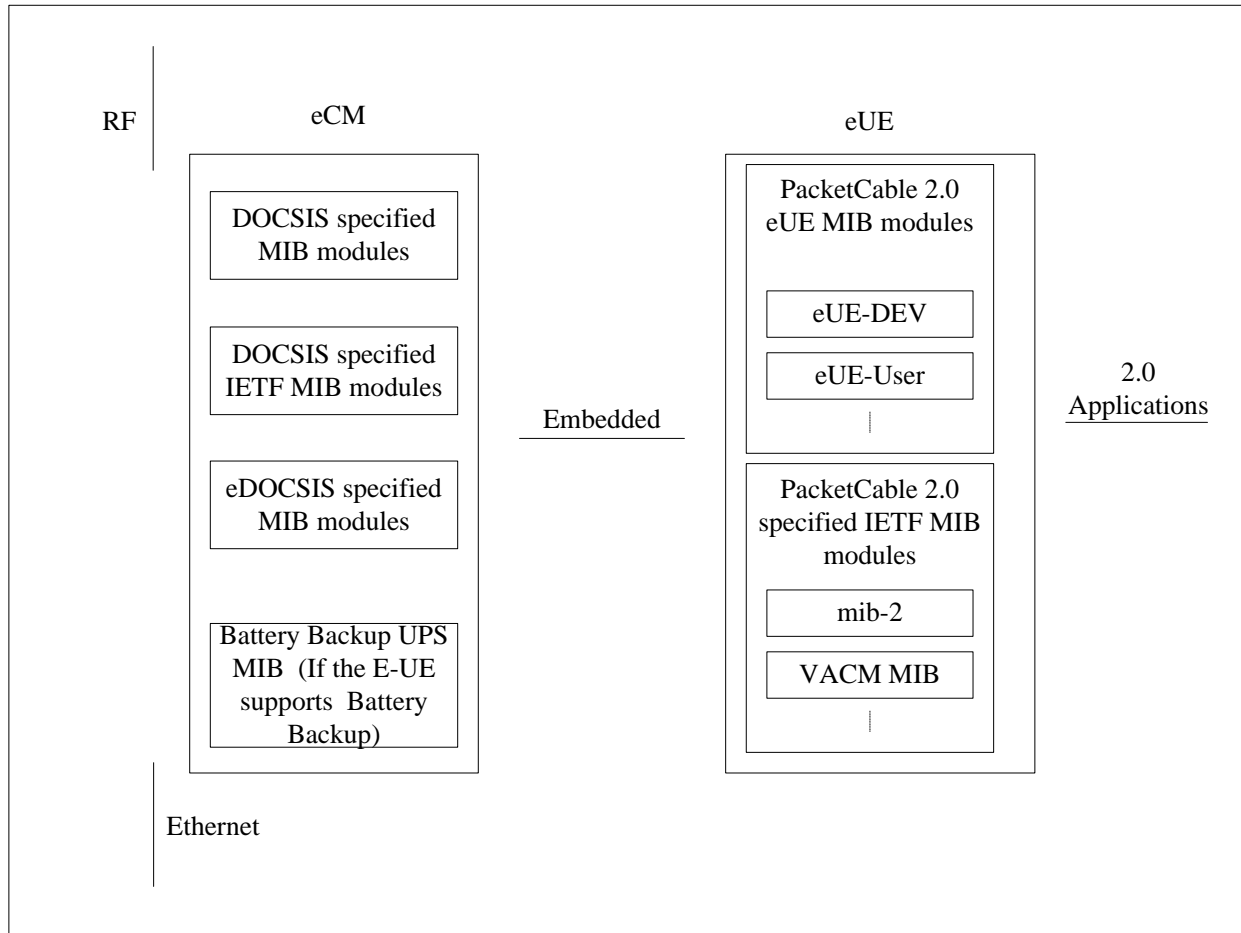 RF
eCM
eUE
DOCSIS specified
MIB modules
DOCSIS specified
IETF MIB modules
eDOCSIS specified
MIB modules
Battery Backup UPS
MIB (If the E-UE
supports Battery
Backup)
Ethernet
Embedded
PacketCable 2.0
eUE MIB modules
eUE-DEV
eUE-User
PacketCable 2.0
specified IETF MIB
modules
mib-2
VACM MIB
2.0
Applications